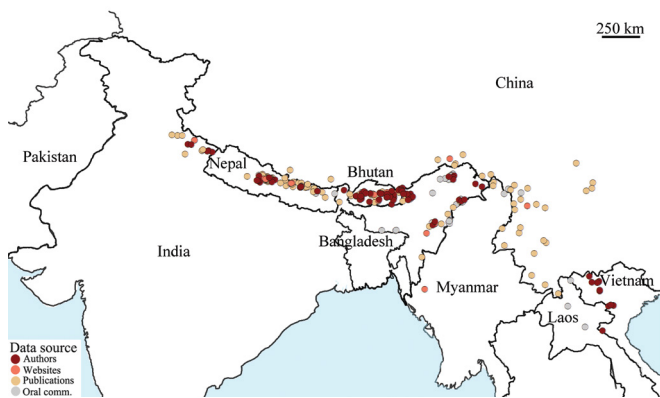 250 km
China
Pakistan
Nepal
Bhutan
India
Bangladesh
Myanmar
Vietnam
Laos
Data source
Authors
Websites
Publications
Oral comm.